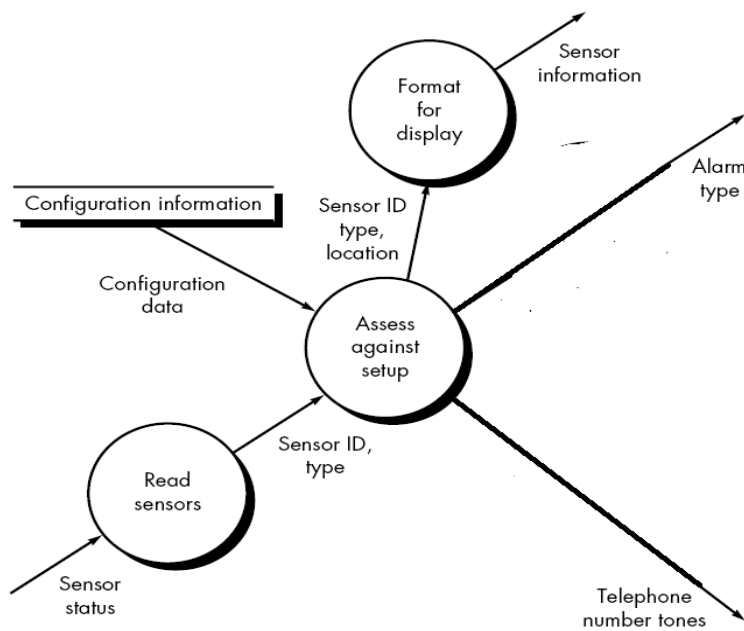 Sensor
information
Format
for
display
Alarm
type
Configuration information
Sensor ID
type,
location
Configuration
data
Assess
against
setup
Sensor ID,
type
Read
sensors
Sensor
status
Telephone
number tones